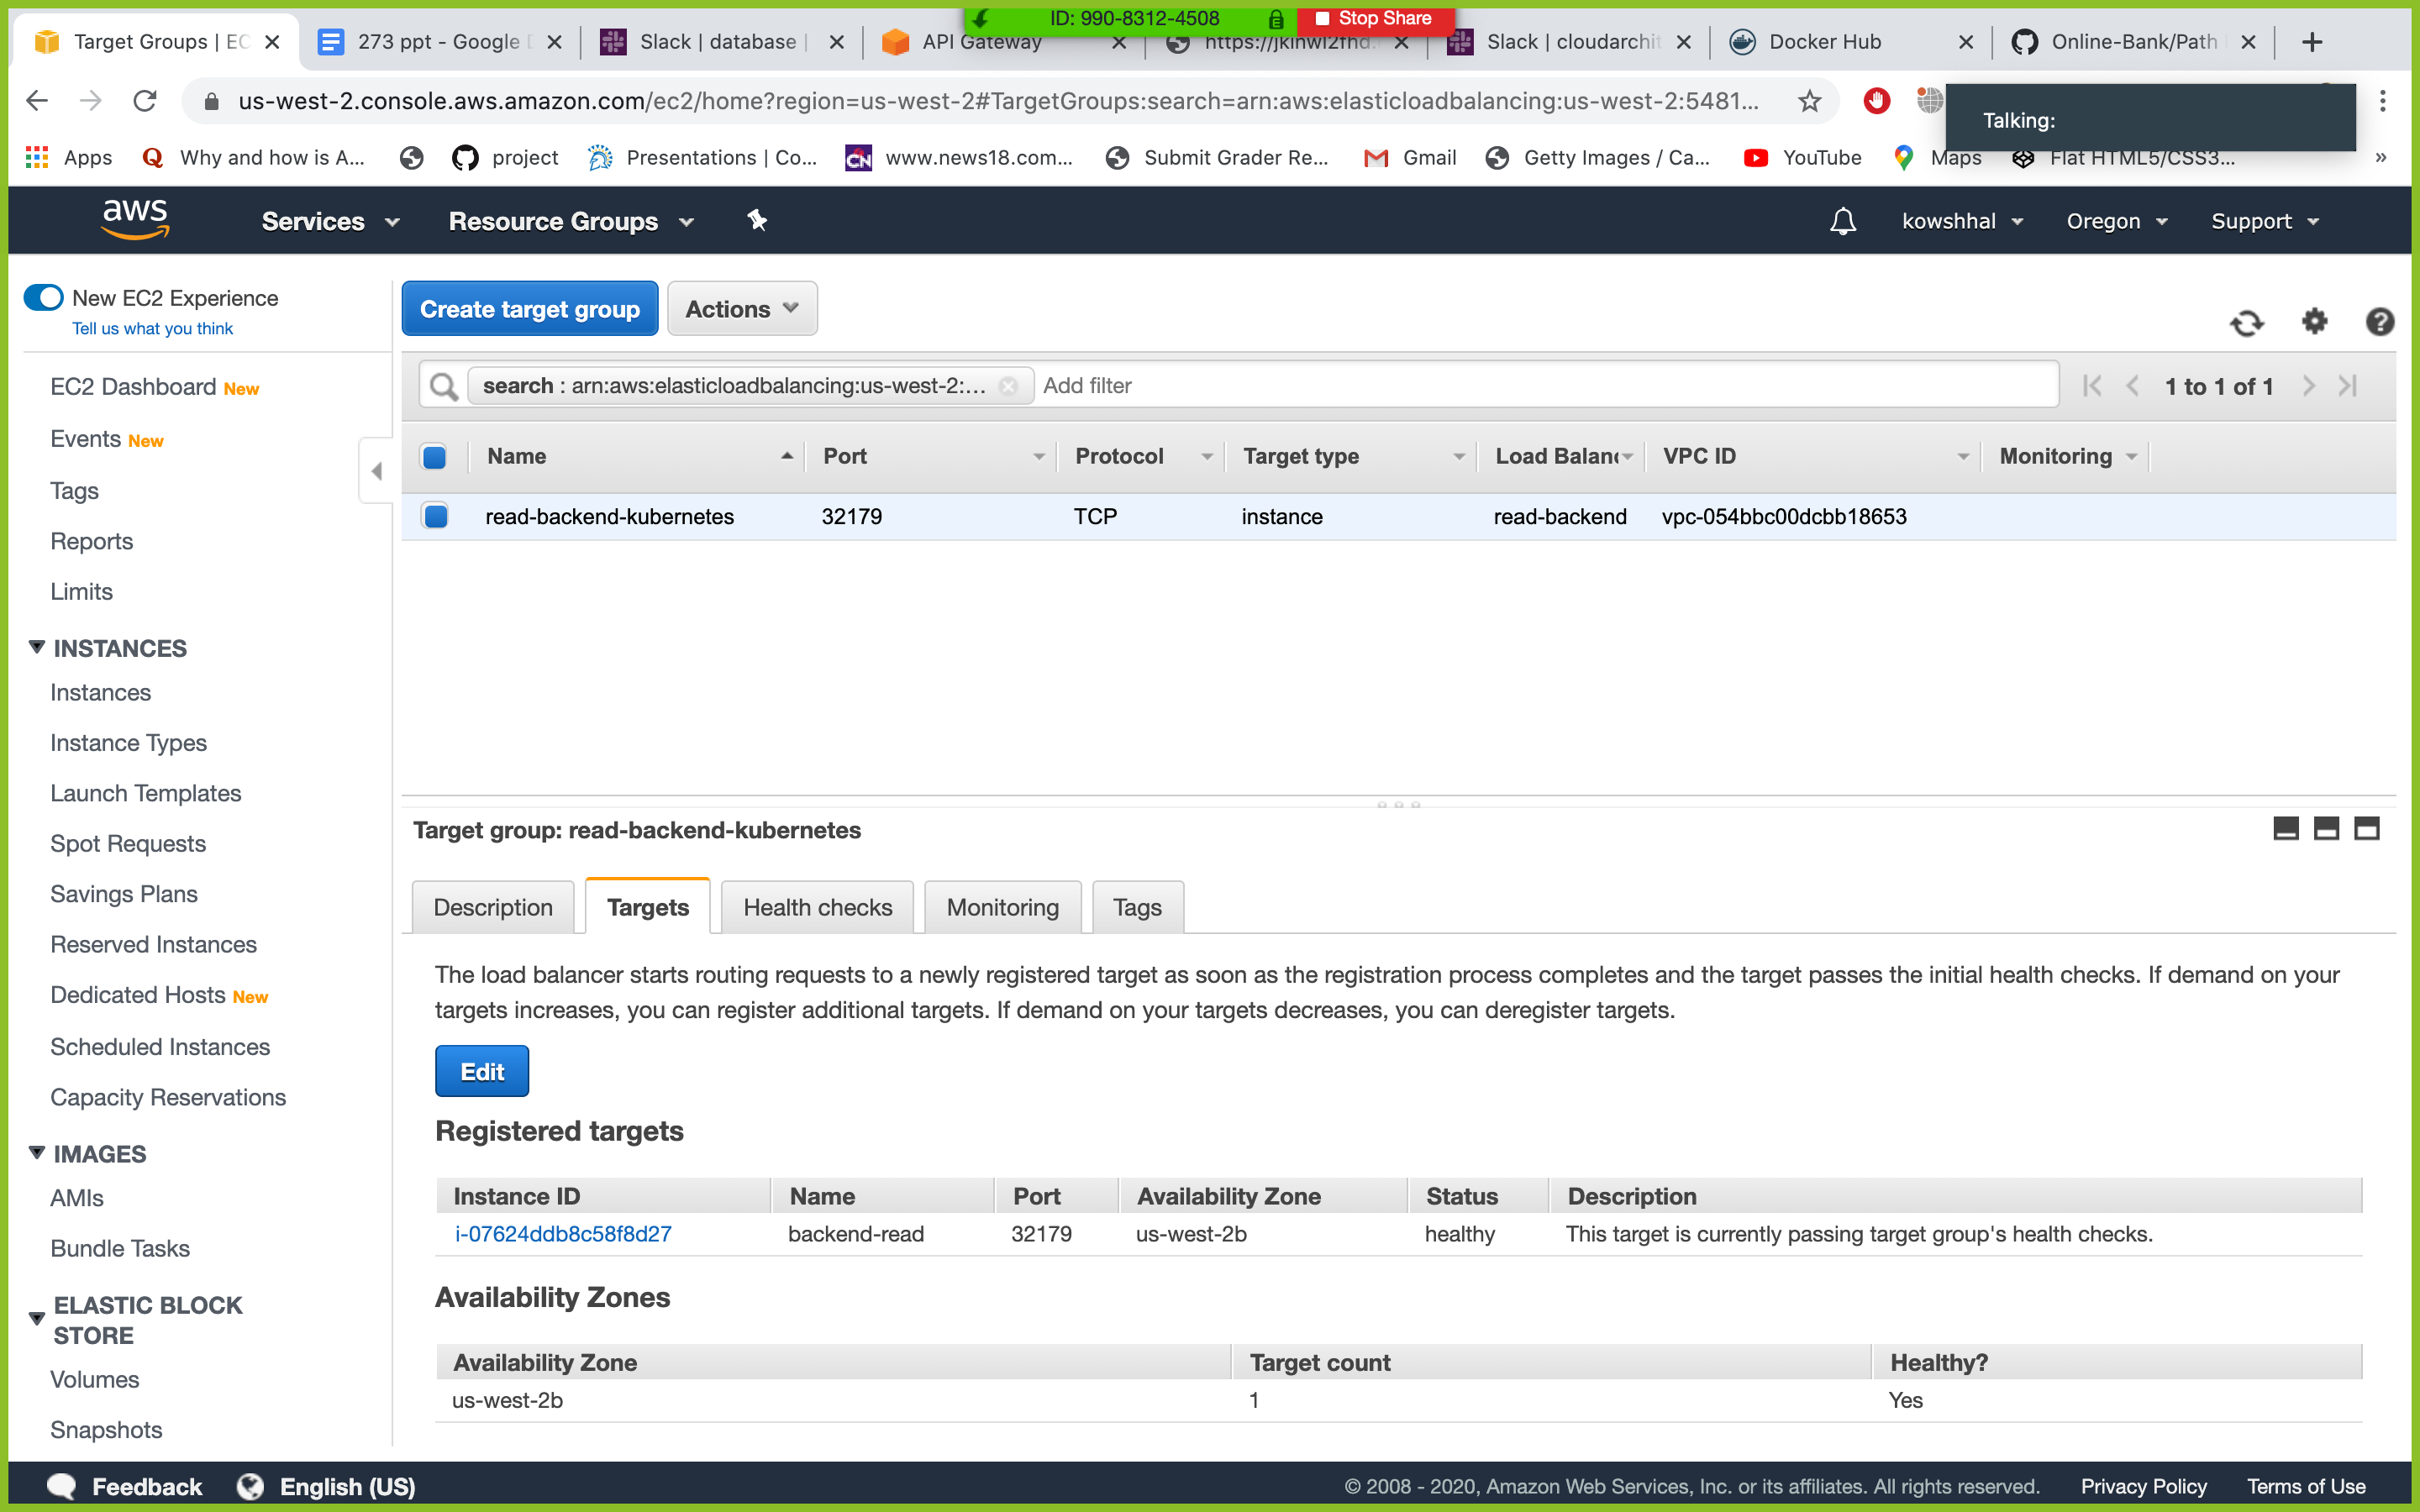 ID: 990-8312-4508 Stop Share
Target Groups | EC 273 ppt - Google D Slack | database | API Gateway https://jkinwl2fhd. Slack | cloudarchit Docker Hub Online-Bank/Path
us-west-2.console.aws.amazon.com/ec2/home?region=us-west-2#TargetGroups:search=arn:aws:elasticloadbalancing:us-west-2:5481...
Talking:
Apps Why and how is A... project Presentations | Co... www.news18.com... Submit Grader Re... Gmail Getty Images / Ca... YouTube Maps Flat HTML5/CSS3... »
aws Services Resource Groups kowshhal Oregon Support
New EC2 Experience
Tell us what you think
EC2 Dashboard New
Events New
Tags
Reports
Limits
INSTANCES
Instances
Instance Types
Launch Templates
Spot Requests
Savings Plans
Reserved Instances
Dedicated Hosts New
Scheduled Instances
Capacity Reservations
IMAGES
AMIs
Bundle Tasks
ELASTIC BLOCK
STORE
Volumes
Snapshots
Create target group Actions
search : arn:aws:elasticloadbalancing:us-west-2:... Add filter 1 to 1 of 1
Name Port Protocol Target type Load Balanc VPC ID Monitoring
read-backend-kubernetes 32179 TCP instance read-backend vpc-054bbc00dcbb18653
Target group: read-backend-kubernetes
Description Targets Health checks Monitoring Tags
The load balancer starts routing requests to a newly registered target as soon as the registration process completes and the target passes the initial health checks. If demand on your
targets increases, you can register additional targets. If demand on your targets decreases, you can deregister targets.
Edit
Registered targets
Instance ID Name Port Availability Zone Status Description
i-07624ddb8c58f8d27 backend-read 32179 us-west-2b healthy This target is currently passing target group's health checks.
Availability Zones
Availability Zone Target count Healthy?
us-west-2b 1 Yes
Feedback English (US) © 2008 - 2020, Amazon Web Services, Inc. or its affiliates. All rights reserved. Privacy Policy Terms of Use